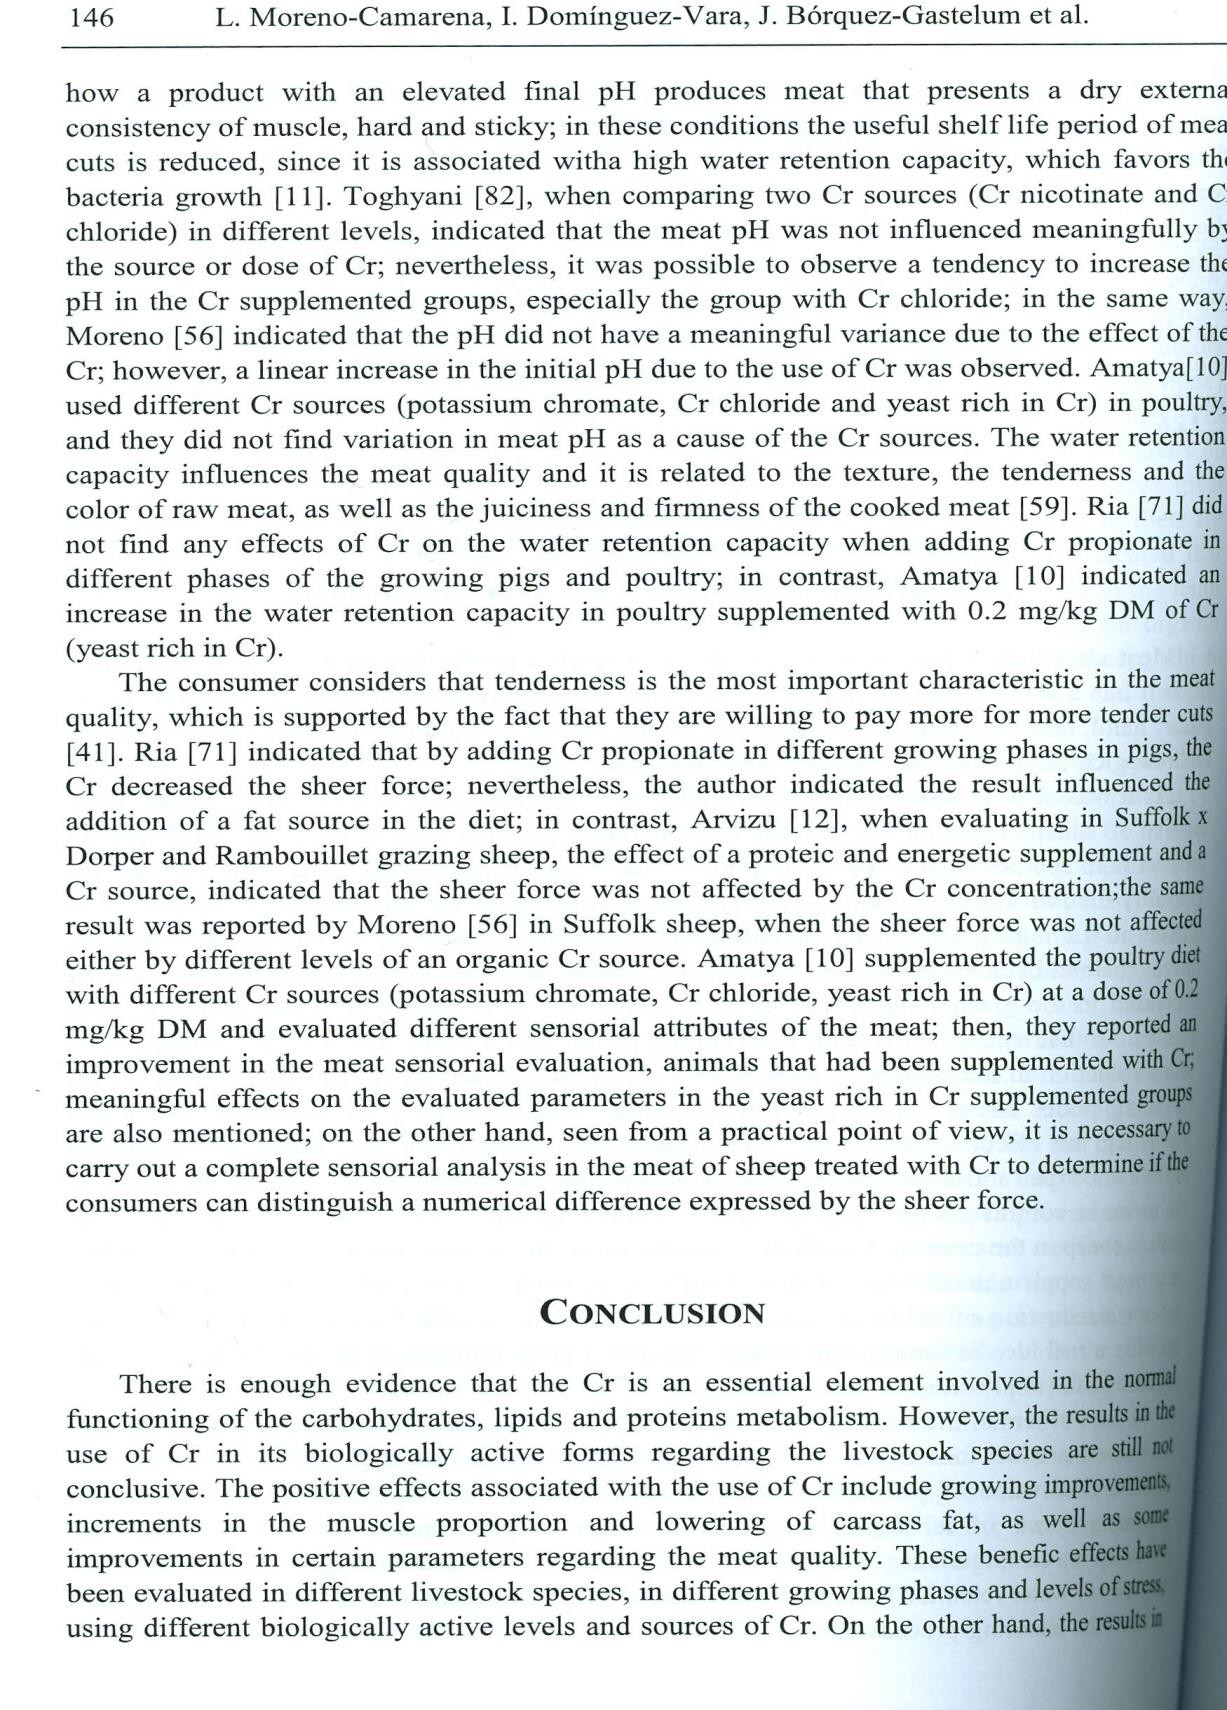 146 L. Moreno-Camarena, I. Domínguez-Vara, J. Bórquez-Gastelum et al.
how a product with an elevated final pH produces meat that presents a dry externa
consistency of muscle, hard and sticky; in these conditions the useful shelf life period of mea
cuts is reduced, since it is associated witha high water retention capacity, which favors the
bacteria growth [11]. Toghyani [82], when comparing two Cr sources (Cr nicotinate and C
chloride) in different levels, indicated that the meat pH was not influenced meaningfully by
the source or dose of Cr; nevertheless, it was possible to observe a tendency to increase the
pH in the Cr supplemented groups, especially the group with Cr chloride; in the same way,
Moreno [56] indicated that the pH did not have a meaningful variance due to the effect of the
Cr; however, a linear increase in the initial pH due to the use of Cr was observed. Amatya[10]
used different Cr sources (potassium chromate, Cr chloride and yeast rich in Cr) in poultry,
and they did not find variation in meat pH as a cause of the Cr sources. The water retention
capacity influences the meat quality and it is related to the texture, the tenderness and the
color of raw meat, as well as the juiciness and firmness of the cooked meat [59]. Ria [71] did
not find any effects of Cr on the water retention capacity when adding Cr propionate in
different phases of the growing pigs and poultry; in contrast, Amatya [10] indicated an
increase in the water retention capacity in poultry supplemented with 0.2 mg/kg DM of Cr
(yeast rich in Cr).
The consumer considers that tenderness is the most important characteristic in the meat
quality, which is supported by the fact that they are willing to pay more for more tender cuts
[41]. Ria [71] indicated that by adding Cr propionate in different growing phases in pigs, the
Cr decreased the sheer force; nevertheless, the author indicated the result influenced the
addition of a fat source in the diet; in contrast, Arvizu [12], when evaluating in Suffolk x
Dorper and Rambouillet grazing sheep, the effect of a proteic and energetic supplement and a
Cr source, indicated that the sheer force was not affected by the Cr concentration;the same
result was reported by Moreno [56] in Suffolk sheep, when the sheer force was not affected
either by different levels of an organic Cr source. Amatya [10] supplemented the poultry diet
with different Cr sources (potassium chromate, Cr chloride, yeast rich in Cr) at a dose of 0.2
mg/kg DM and evaluated different sensorial attributes of the meat; then, they reported an
improvement in the meat sensorial evaluation, animals that had been supplemented with Cr;
meaningful effects on the evaluated parameters in the yeast rich in Cr supplemented groups
are also mentioned; on the other hand, seen from a practical point of view, it is necessary to
carry out a complete sensorial analysis in the meat of sheep treated with Cr to determine if the
consumers can distinguish a numerical difference expressed by the sheer force.
CONCLUSION
There is enough evidence that the Cr is an essential element involved in the normal
functioning of the carbohydrates, lipids and proteins metabolism. However, the results in the
use of Cr in its biologically active forms regarding the livestock species are still not
conclusive. The positive effects associated with the use of Cr include growing improvements,
increments in the muscle proportion and lowering of carcass fat, as well as some
improvements in certain parameters regarding the meat quality. These benefic effects have
been evaluated in different livestock species, in different growing phases and levels of stress,
using different biologically active levels and sources of Cr. On the other hand, the results in